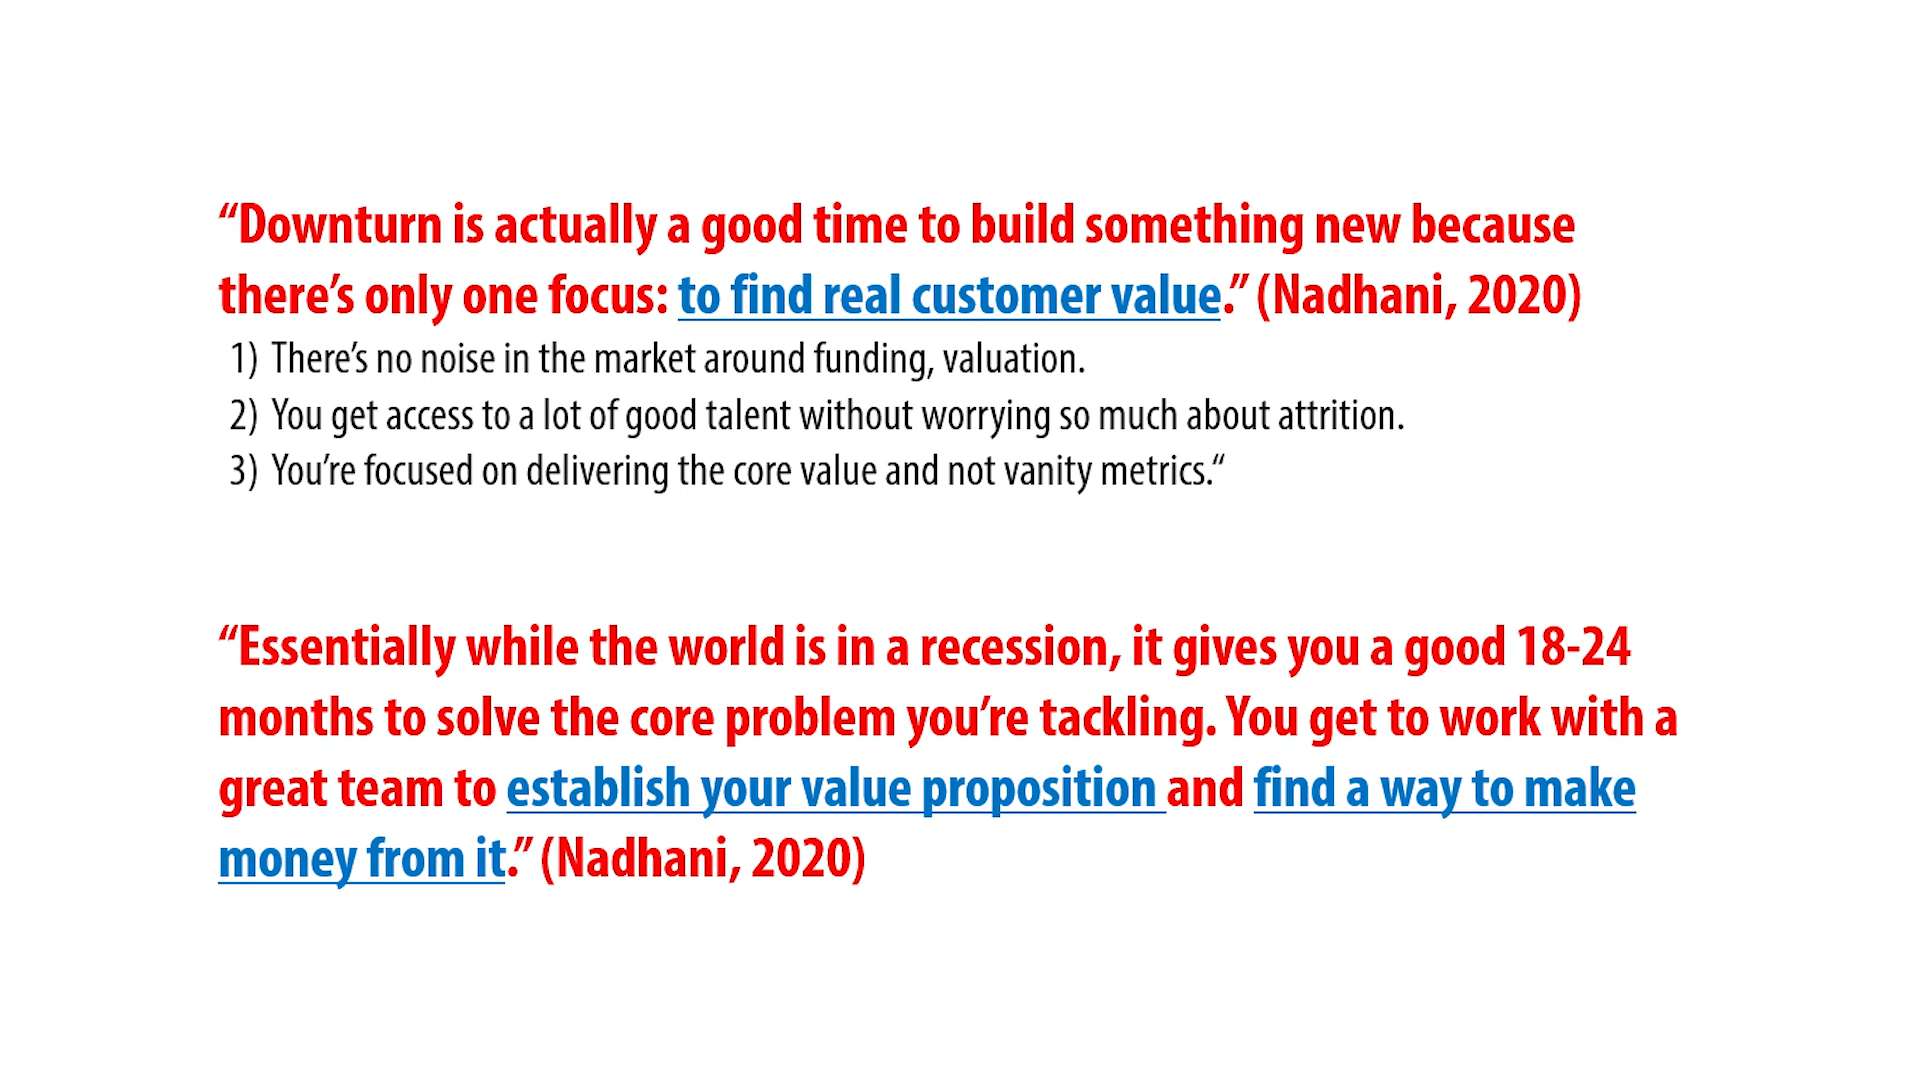 “Downturn is actually a good time to build something new because
there’s only one focus: to find real customer value.” (Nadhani, 2020)
1) There’s no noise in the market around funding, valuation.
2) You get access to a lot of good talent without worrying so much about attrition.
3) You’re focused on delivering the core value and not vanity metrics.“
“Essentially while the world is in a recession, it gives you a good 18-24
months to solve the core problem you’re tackling. You get to work with a
great team to establish your value proposition and find a way to make
money from it.” (Nadhani, 2020)